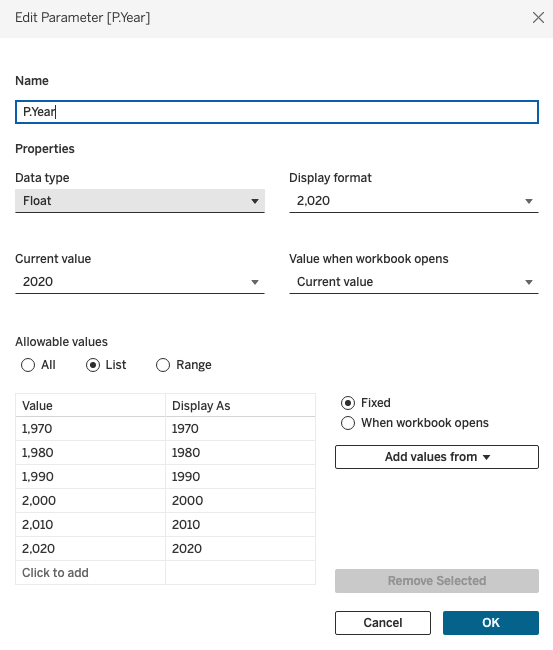 Edit Parameter [P.Year]
Name
P.Year
Properties
Data type
Display format
Float
2,020
Current value
Value when workbook opens
2020
Current value
Allowable values
All
List
Range
Value
Display As
1,970
1970
1,980
1980
1,990
1990
2,000
2000
2,010
2010
2,020
2020
Click to add
Fixed
When workbook opens
Add values from
Remove Selected
Cancel
OK